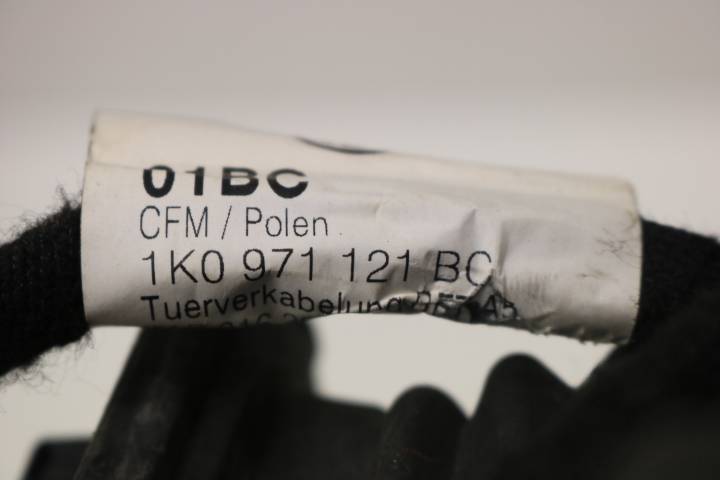 01BC
CFM / Polen
1K0 971 121 BC
Tuerverkabelung